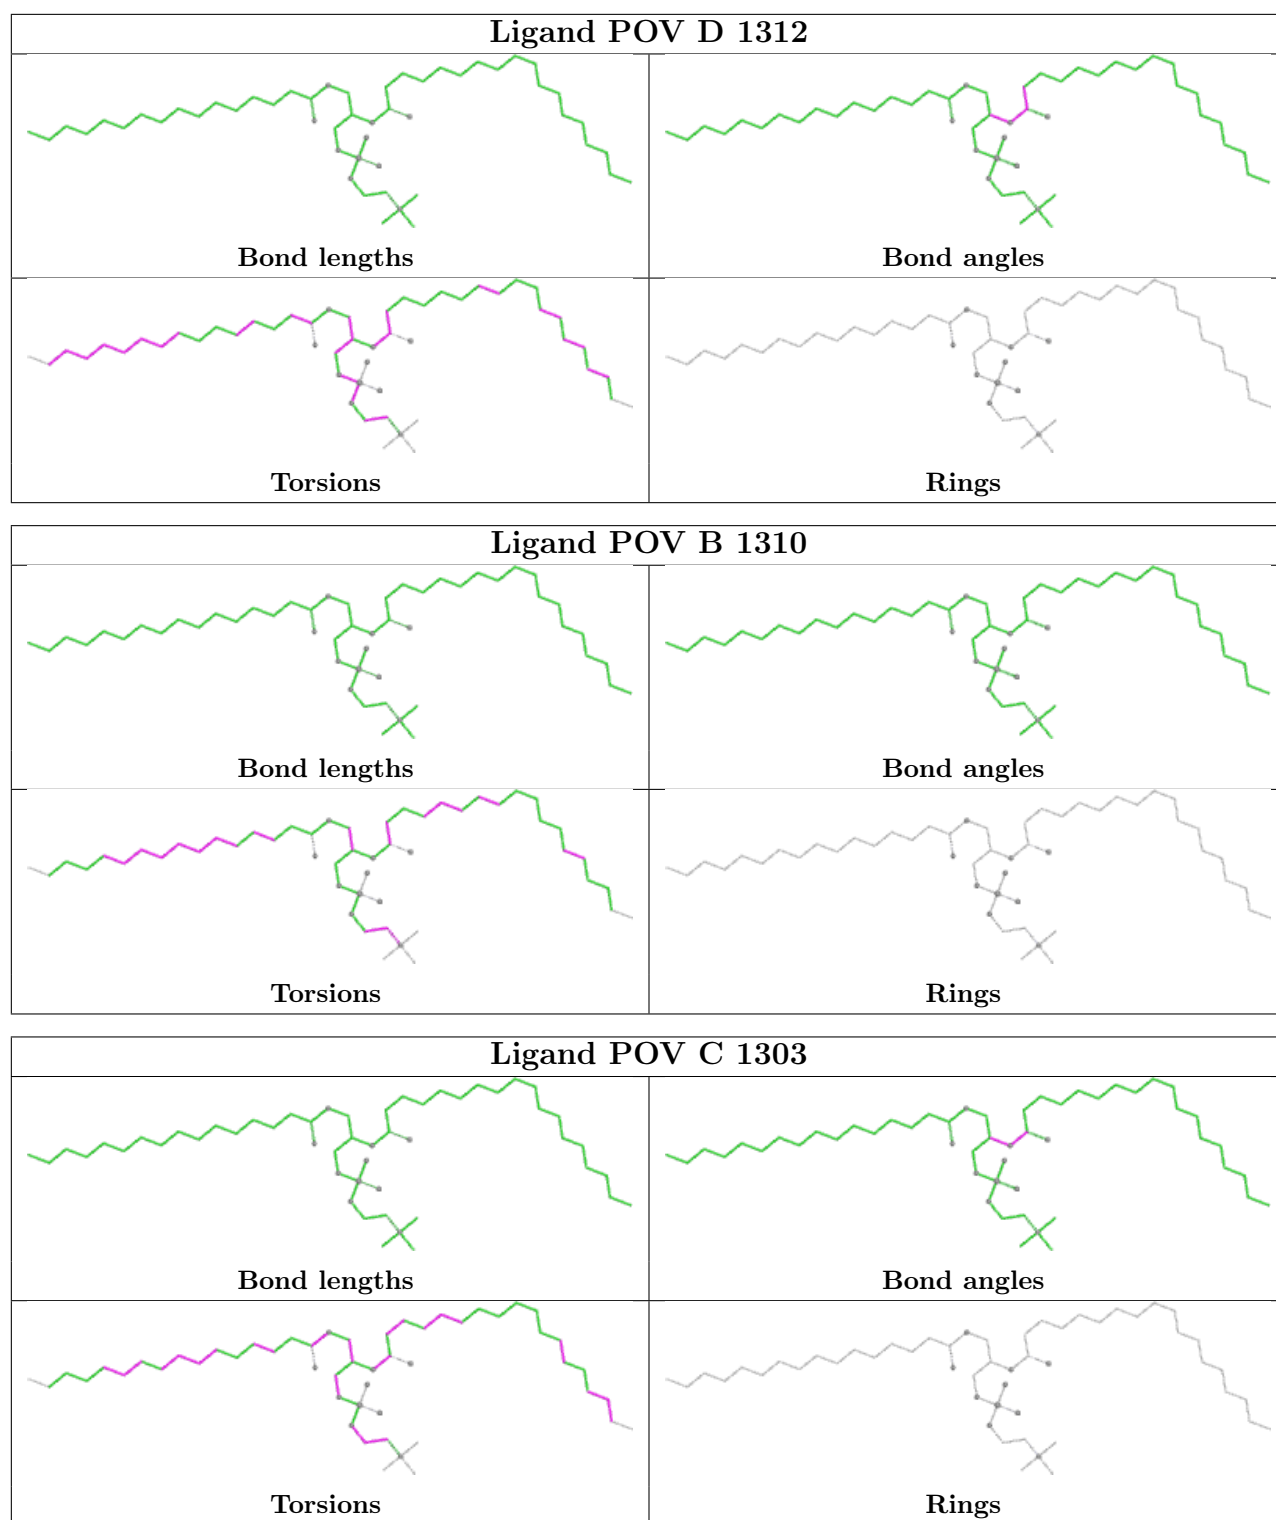 Ligand POV D 1312
Bond lengths
Bond angles
Torsions
Rings
Ligand POV B 1310
Bond lengths
Bond angles
Torsions
Rings
Ligand POV C 1303
Bond lengths
Bond angles
Torsions
Rings